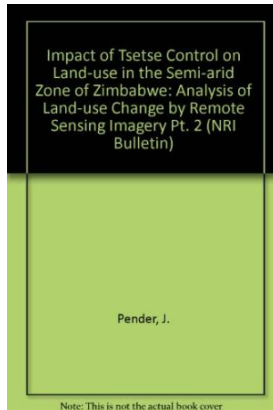 Impact of Tsetse Control on
Land-use in the Semi-arid
Zone of Zimbabwe: Analysis of
Land-use Change by Remote
Sensing Imagery Pt. 2 (NRI
Bulletin)
Pender, J.
Note: This is not the actual book cover